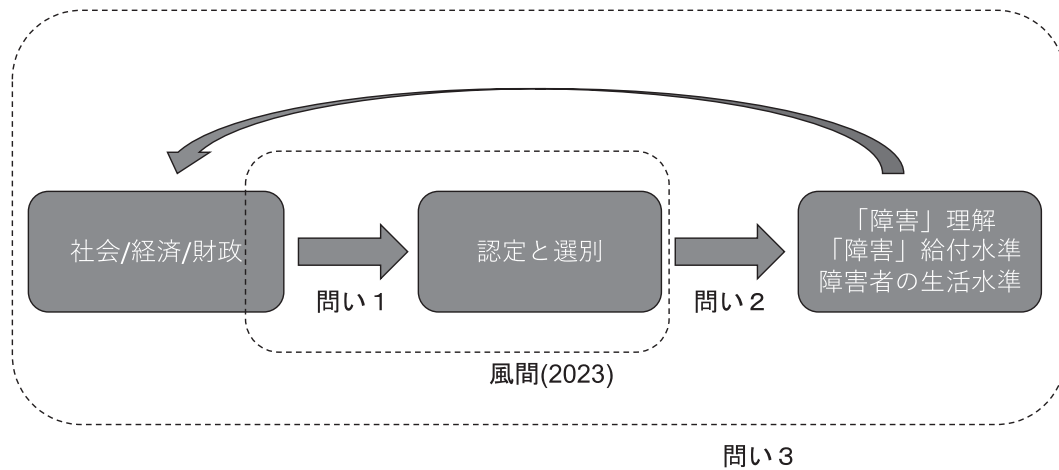 社会/経済/財政
問い１
認定と選別
問い２
「障害」理解
「障害」給付水準
障害者の生活水準
風間(2023)
問い３